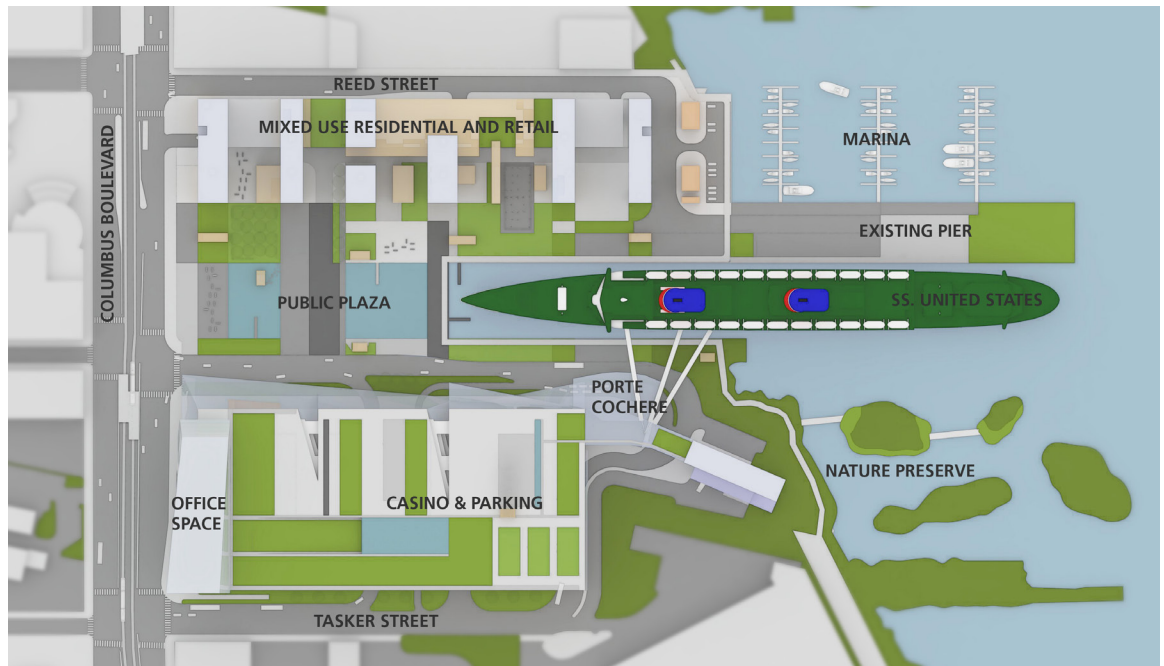 REED STREET
MIXED USE RESIDENTIAL AND RETAIL
MARINA
COLUMBUS BOULEVARD
EXISTING PIER
PUBLIC PLAZA
SS. UNITED STATES
PORTE
COCHERE
NATURE PRESERVE
OFFICE
SPACE
CASINO & PARKING
TASKER STREET